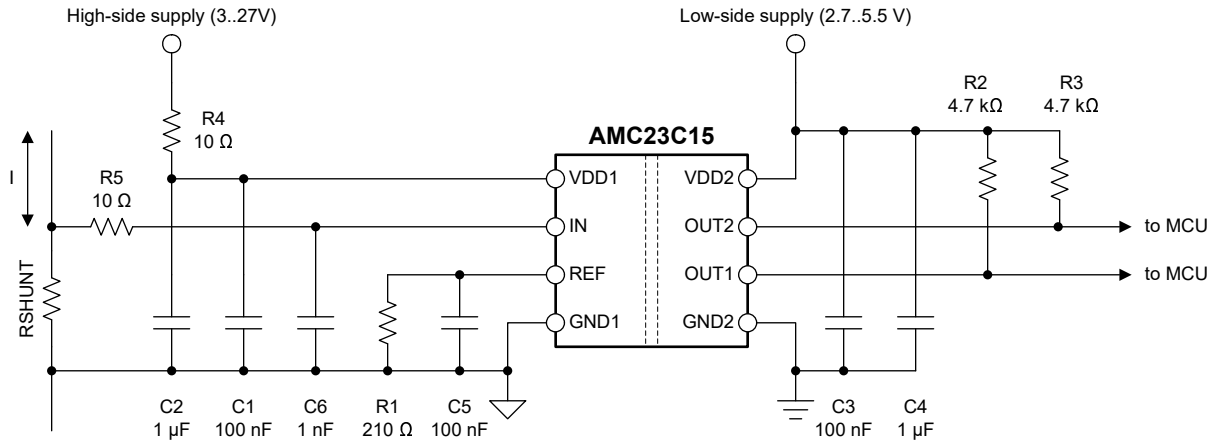 High-side supply (3..27V)
Low-side supply (2.7..5.5 V)
R4
10 Ω
R2
4.7 kΩ
R3
4.7 kΩ
AMC23C15
I
R5
10 Ω
VDD1
VDD2
IN
OUT2
to MCU
REF
OUT1
to MCU
RSHUNT
GND1
GND2
C2
1 µF
C1
100 nF
C6
1 nF
R1
210 Ω
C5
100 nF
C3
100 nF
C4
1 µF